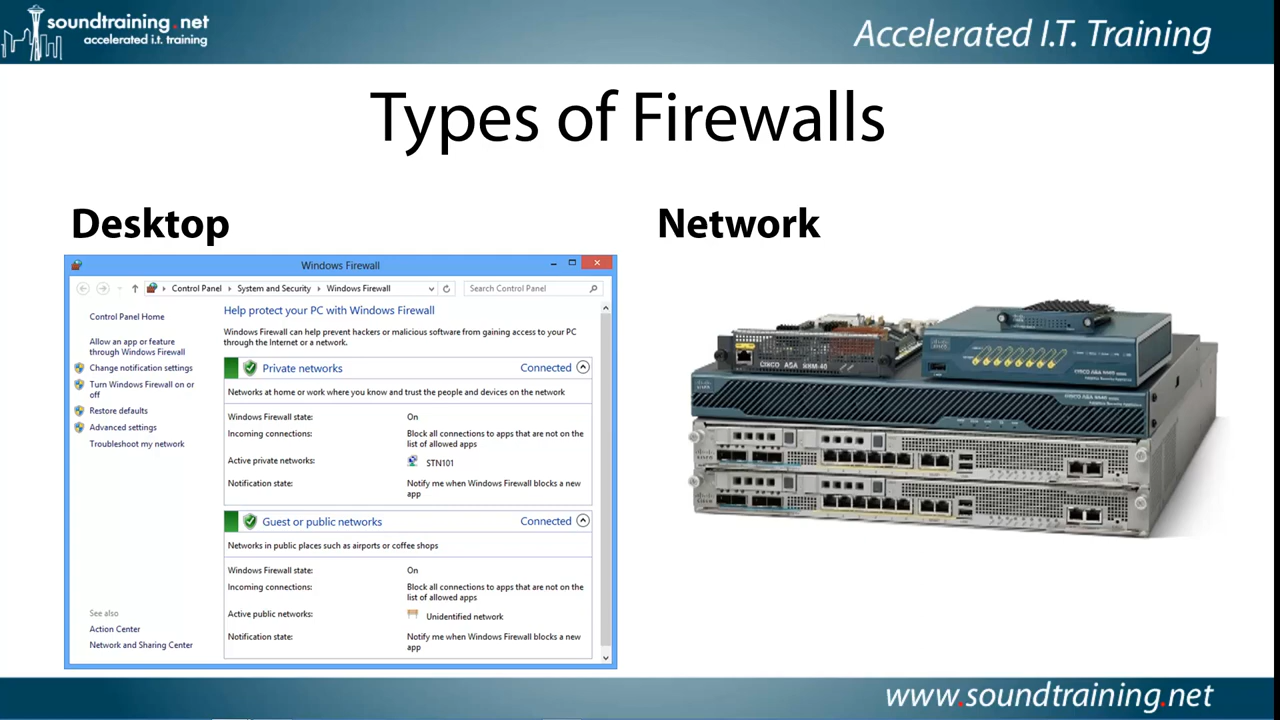 soundtraining.net
accelerated i.t. training
Accelerated I.T. Training
Types of Firewalls
Desktop
Network
Windows Firewall
Control Panel
System and Security
Windows Firewall
Search Control Panel
Control Panel Home
Allow an app or feature
through Windows Firewall
Change notification settings
Turn Windows Firewall on or
off
Restore defaults
Advanced settings
Troubleshoot my network
See also
Action Center
Network and Sharing Center
Help protect your PC with Windows Firewall
Windows Firewall can help prevent hackers or malicious software from gaining access to your PC
through the Internet or a network.
Private networks
Connected
Networks at home or work where you know and trust the people and devices on the network
Windows Firewall state:
On
Incoming connections:
Block all connections to apps that are not on the
list of allowed apps
Active private networks:
STN101
Notification state:
Notify me when Windows Firewall blocks a new
app
Guest or public networks
Connected
Networks in public places such as airports or coffee shops
Windows Firewall state:
On
Incoming connections:
Block all connections to apps that are not on the
list of allowed apps
Active public networks:
Unidentified network
Notification state:
Notify me when Windows Firewall blocks a new
app
CISCO ASA
www.soundtraining.net